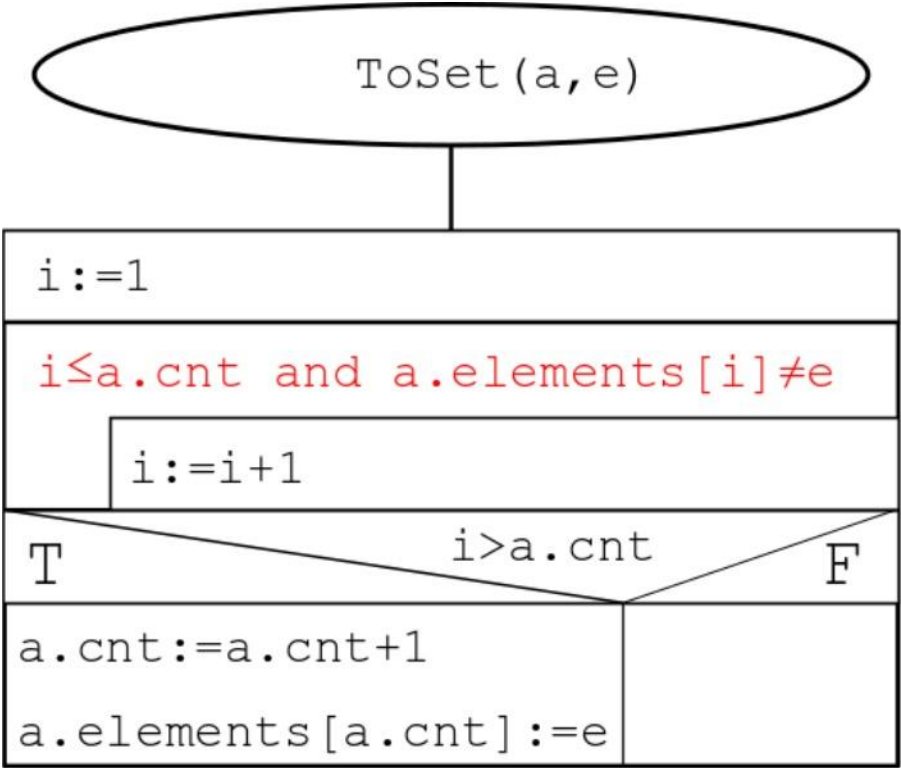 ToSet(a,e)
i:=1
i≤a.cnt and a.elements[i]≠e
i:=i+1
i>a.cnt
T
F
a.cnt:=a.cnt+1
a.elements[a.cnt]:=e